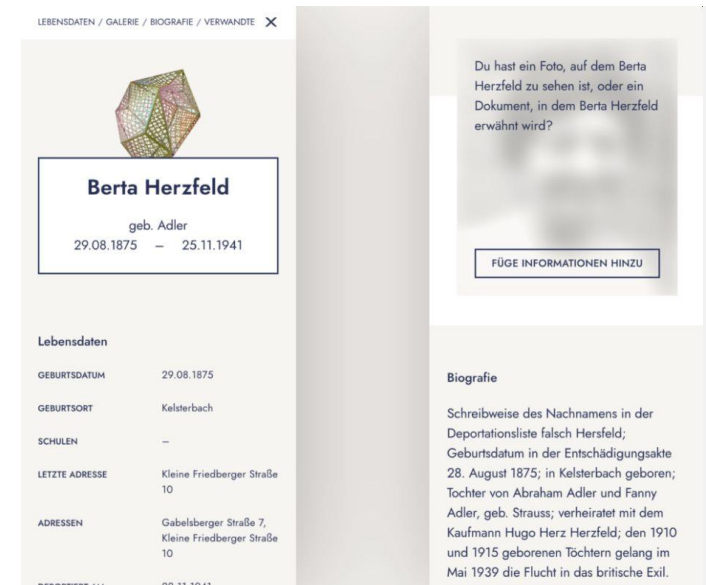 LEBENSDATEN / GALERIE / BIOGRAFIE / VERWANDTE
Berta Herzfeld
geb. Adler
29.08.1875 – 25.11.1941
Lebensdaten
GEBURTSDATUM 29.08.1875
GEBURTSORT Kelsterbach
SCHULEN –
LETZTE ADRESSE Kleine Friedberger Straße
10
ADRESSEN Gabelsberger Straße 7,
Kleine Friedberger Straße
10
Du hast ein Foto, auf dem Berta
Herzfeld zu sehen ist, oder ein
Dokument, in dem Berta Herzfeld
erwähnt wird?
FÜGE INFORMATIONEN HINZU
Biografie
Schreibweise des Nachnamens in der
Deportationsliste falsch Hersfeld;
Geburtsdatum in der Entschädigungsakte
28. August 1875; in Kelsterbach geboren;
Tochter von Abraham Adler und Fanny
Adler, geb. Strauss; verheiratet mit dem
Kaufmann Hugo Herz Herzfeld; den 1910
und 1915 geborenen Töchtern gelang im
Mai 1939 die Flucht in das britische Exil.